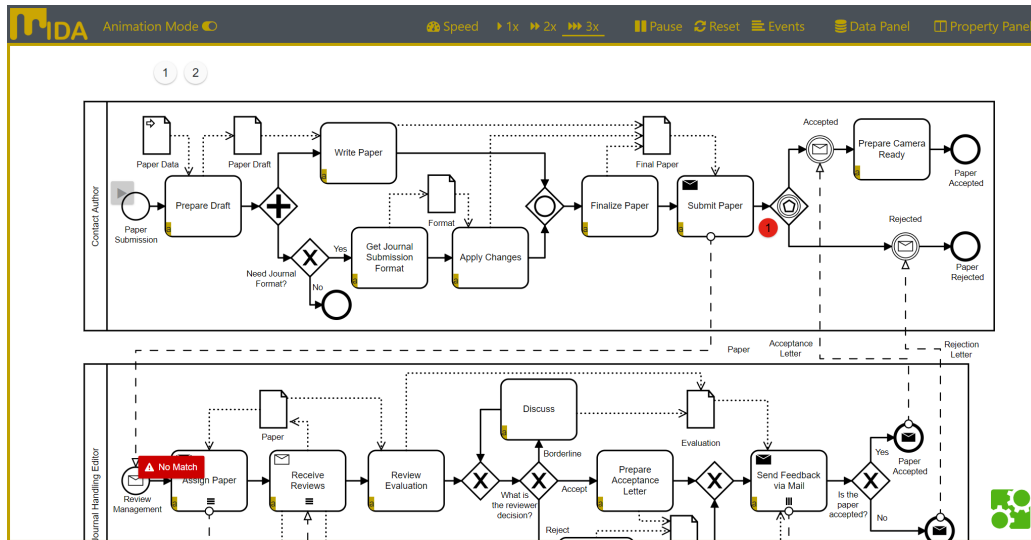 MIDA
Animation Mode
Speed
1x
2x
3x
Pause
Reset
Events
Data Panel
Property Panel
1
2
Contact Author
Paper
Submission
Paper Data
Prepare Draft
Paper Draft
Write Paper
Need Journal
Format?
Yes
No
Get Journal
Submission
Format
Format
Apply Changes
Finalize Paper
Final Paper
Submit Paper
1
Accepted
Prepare Camera
Ready
Paper
Accepted
Rejected
Paper
Rejected
Paper
Acceptance
Letter
Rejection
Letter
Journal Handling Editor
No Match
Review
Management
Assign Paper
Paper
Receive
Reviews
Review
Evaluation
What is
the reviewer
decision?
Discuss
Borderline
Accept
Reject
Prepare
Acceptance
Letter
Evaluation
Send Feedback
via Mail
Is the
paper
accepted?
Yes
No
Paper
Accepted